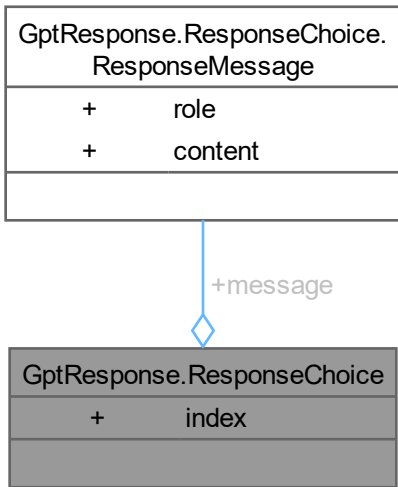 GptResponse.ResponseChoice.
ResponseMessage
+ role
+ content
+message
GptResponse.ResponseChoice
+ index